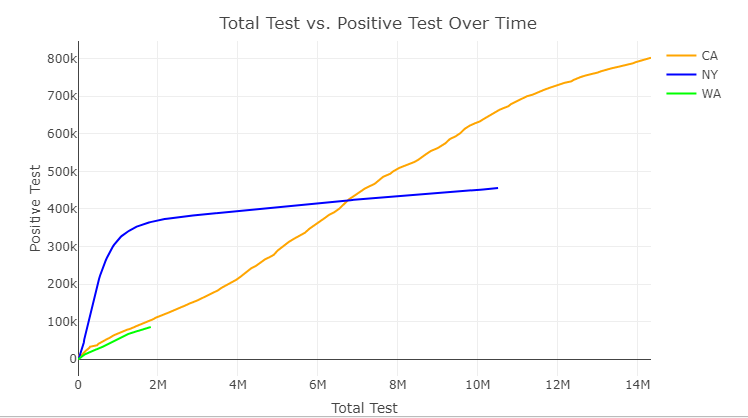 Total Test vs. Positive Test Over Time
CA
NY
WA
Positive Test
800k
700k
600k
500k
400k
300k
200k
100k
0
0 2M 4M 6M 8M 10M 12M 14M
Total Test